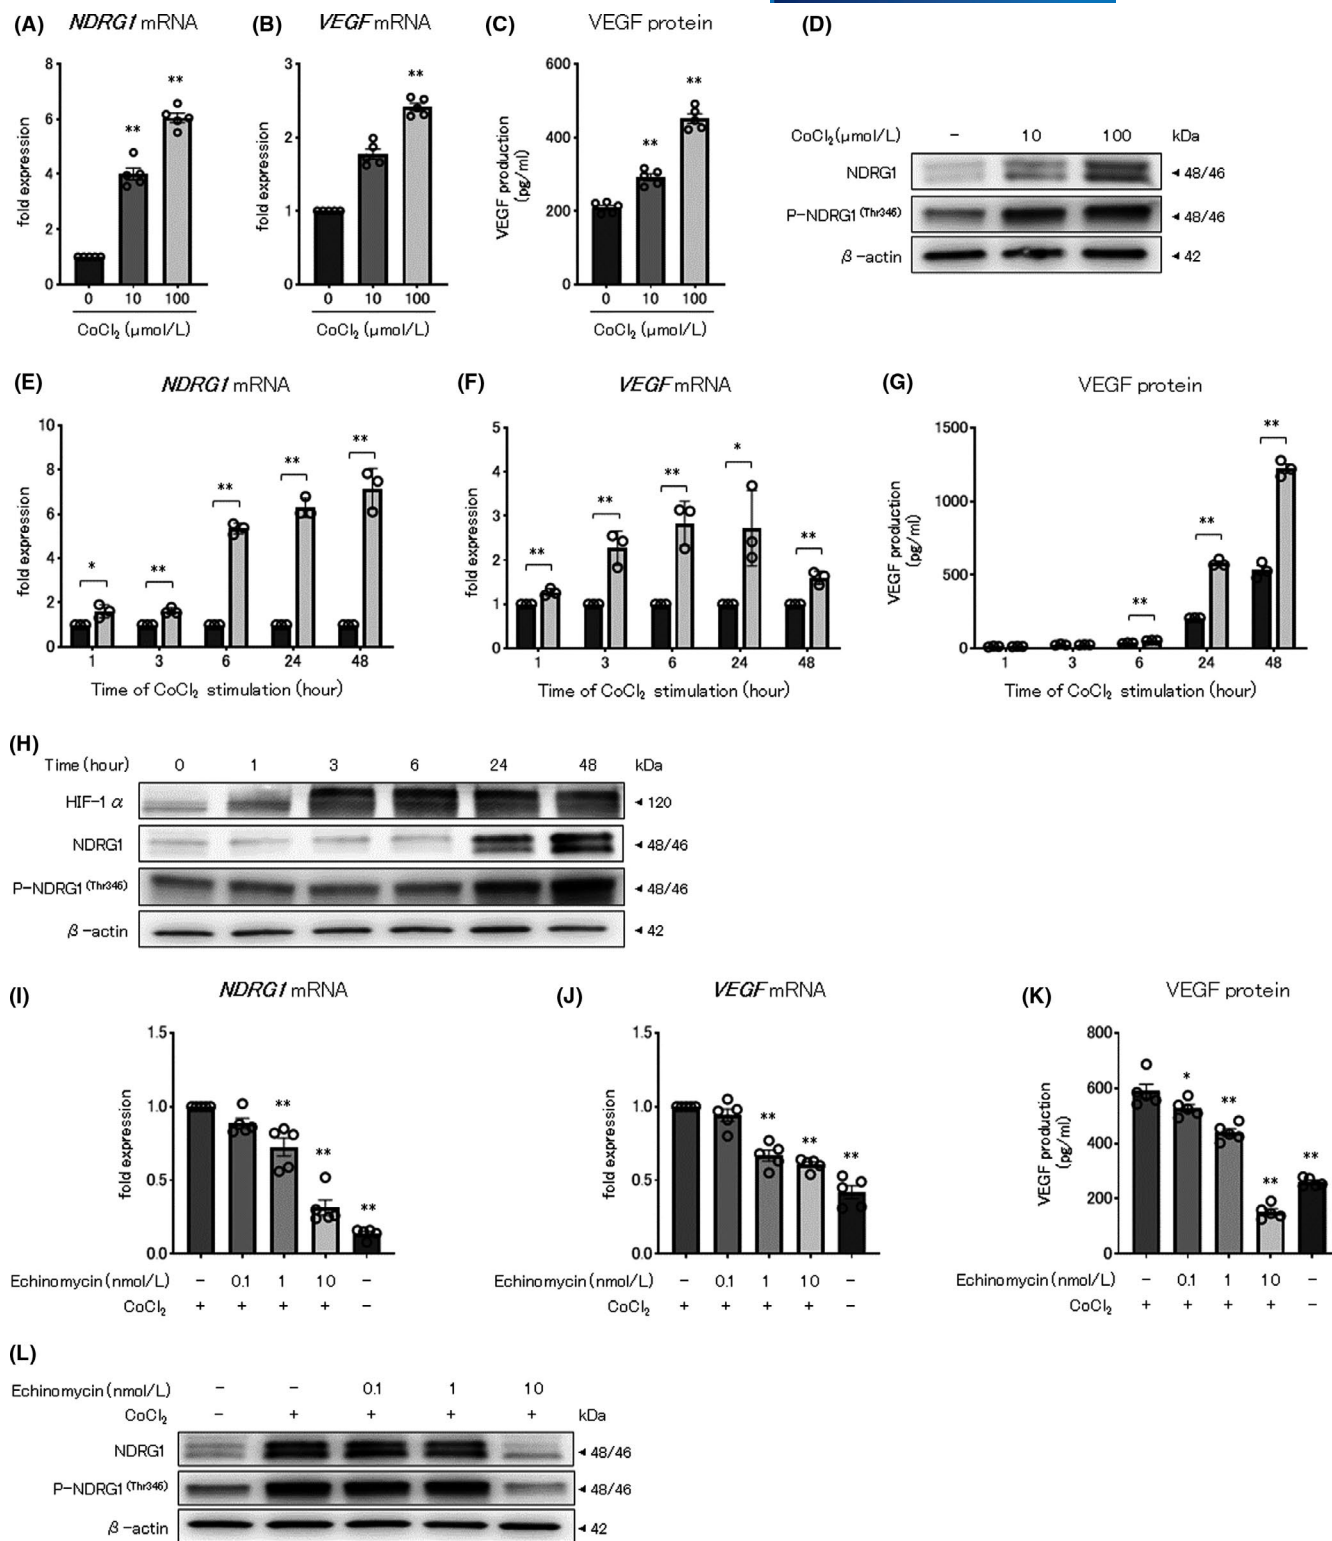 (A) NDRG1 mRNA
fold expression
8
6
4
2
0
** **
0 10 100
CoCl₂ (μmol/L)
(B) VEGF mRNA
fold expression
3
2
1
0
**
0 10 100
CoCl₂ (μmol/L)
(C) VEGF protein
VEGF production
(pg/ml)
600
400
200
0
** **
0 10 100
CoCl₂ (μmol/L)
(D)
CoCl₂ (μmol/L) − 10 100 kDa
NDRG1 ◄ 48/46
P-NDRG1 (Thr346) ◄ 48/46
β-actin ◄ 42
(E) NDRG1 mRNA
fold expression
10
8
6
4
2
0
* ** ** ** **
1 3 6 24 48
Time of CoCl₂ stimulation (hour)
(F) VEGF mRNA
fold expression
5
4
3
2
1
0
** ** ** * **
1 3 6 24 48
Time of CoCl₂ stimulation (hour)
(G) VEGF protein
VEGF production
(pg/ml)
1500
1000
500
0
** ** **
1 3 6 24 48
Time of CoCl₂ stimulation (hour)
(H)
Time (hour) 0 1 3 6 24 48 kDa
HIF-1 α ◄ 120
NDRG1 ◄ 48/46
P-NDRG1 (Thr346) ◄ 48/46
β-actin ◄ 42
(I) NDRG1 mRNA
fold expression
1.5
1.0
0.5
0.0
** ** **
Echinomycin (nmol/L) − 0.1 1 10 −
CoCl₂ + + + + −
(J) VEGF mRNA
fold expression
1.5
1.0
0.5
0.0
** ** **
Echinomycin (nmol/L) − 0.1 1 10 −
CoCl₂ + + + + −
(K) VEGF protein
VEGF production
(pg/ml)
800
600
400
200
0
* ** ** **
Echinomycin (nmol/L) − 0.1 1 10 −
CoCl₂ + + + + −
(L)
Echinomycin (nmol/L) − − 0.1 1 10
CoCl₂ − + + + + kDa
NDRG1 ◄ 48/46
P-NDRG1 (Thr346) ◄ 48/46
β-actin ◄ 42